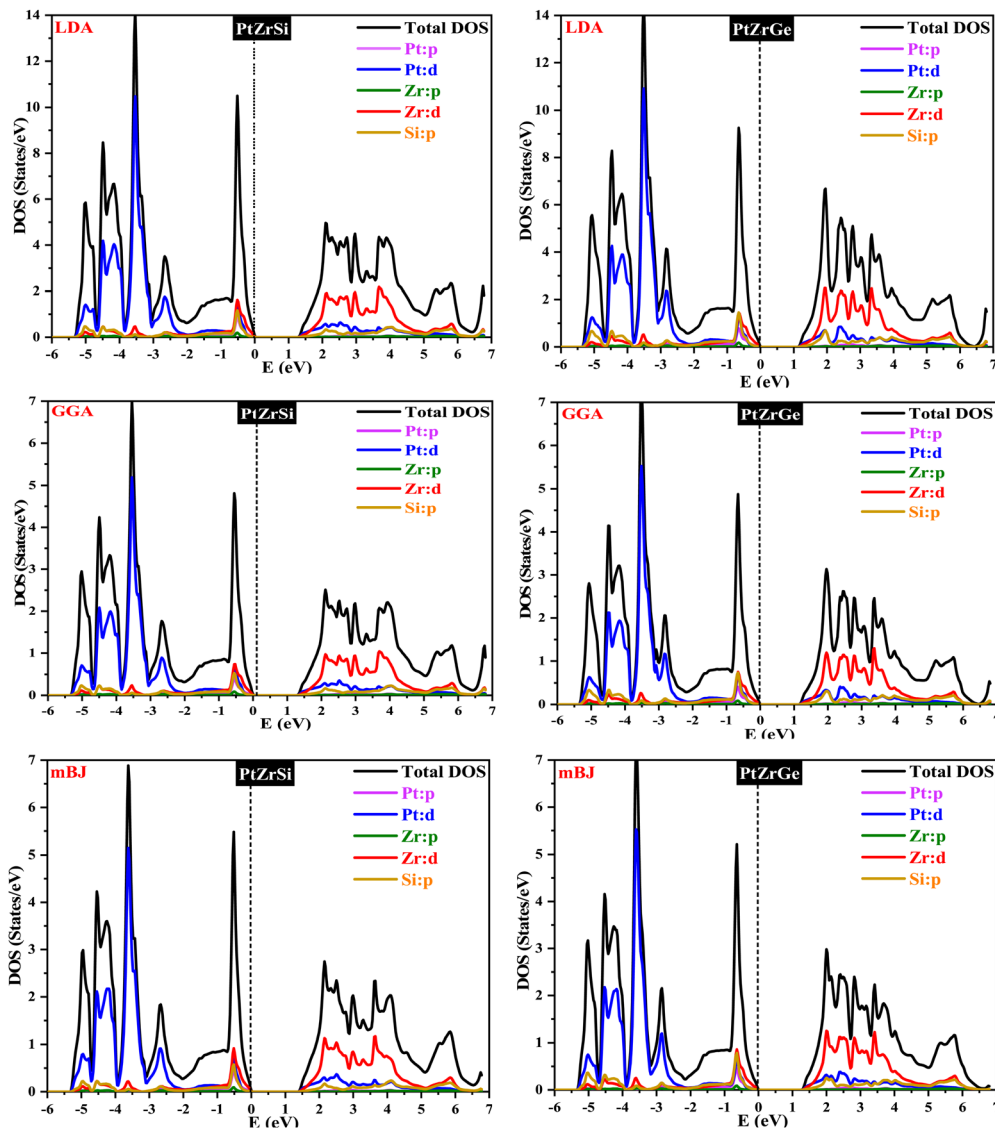 LDA
PtZrSi
Total DOS
Pt:p
Pt:d
Zr:p
Zr:d
Si:p
DOS (States/eV)
14
12
10
8
6
4
2
0
-6 -5 -4 -3 -2 -1 0 1 2 3 4 5 6 7
E (eV)
LDA
PtZrGe
Total DOS
Pt:p
Pt:d
Zr:p
Zr:d
Si:p
DOS (States/eV)
14
12
10
8
6
4
2
0
-6 -5 -4 -3 -2 -1 0 1 2 3 4 5 6 7
E (eV)
GGA
PtZrSi
Total DOS
Pt:p
Pt:d
Zr:p
Zr:d
Si:p
DOS (States/eV)
7
6
5
4
3
2
1
0
-6 -5 -4 -3 -2 -1 0 1 2 3 4 5 6 7
E (eV)
GGA
PtZrGe
Total DOS
Pt:p
Pt:d
Zr:p
Zr:d
Si:p
DOS (States/eV)
7
6
5
4
3
2
1
0
-6 -5 -4 -3 -2 -1 0 1 2 3 4 5 6 7
E (eV)
mBJ
PtZrSi
Total DOS
Pt:p
Pt:d
Zr:p
Zr:d
Si:p
DOS (States/eV)
7
6
5
4
3
2
1
0
-6 -5 -4 -3 -2 -1 0 1 2 3 4 5 6 7
E (eV)
mBJ
PtZrGe
Total DOS
Pt:p
Pt:d
Zr:p
Zr:d
Si:p
DOS (States/eV)
7
6
5
4
3
2
1
0
-6 -5 -4 -3 -2 -1 0 1 2 3 4 5 6 7
E (eV)